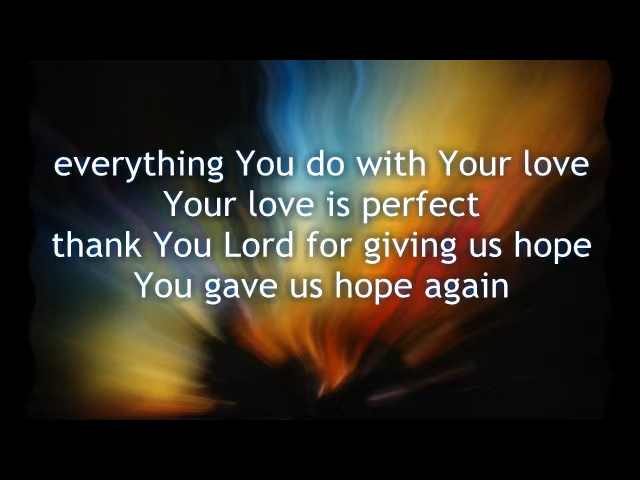 everything You do with Your love
Your love is perfect
thank You Lord for giving us hope
You gave us hope again